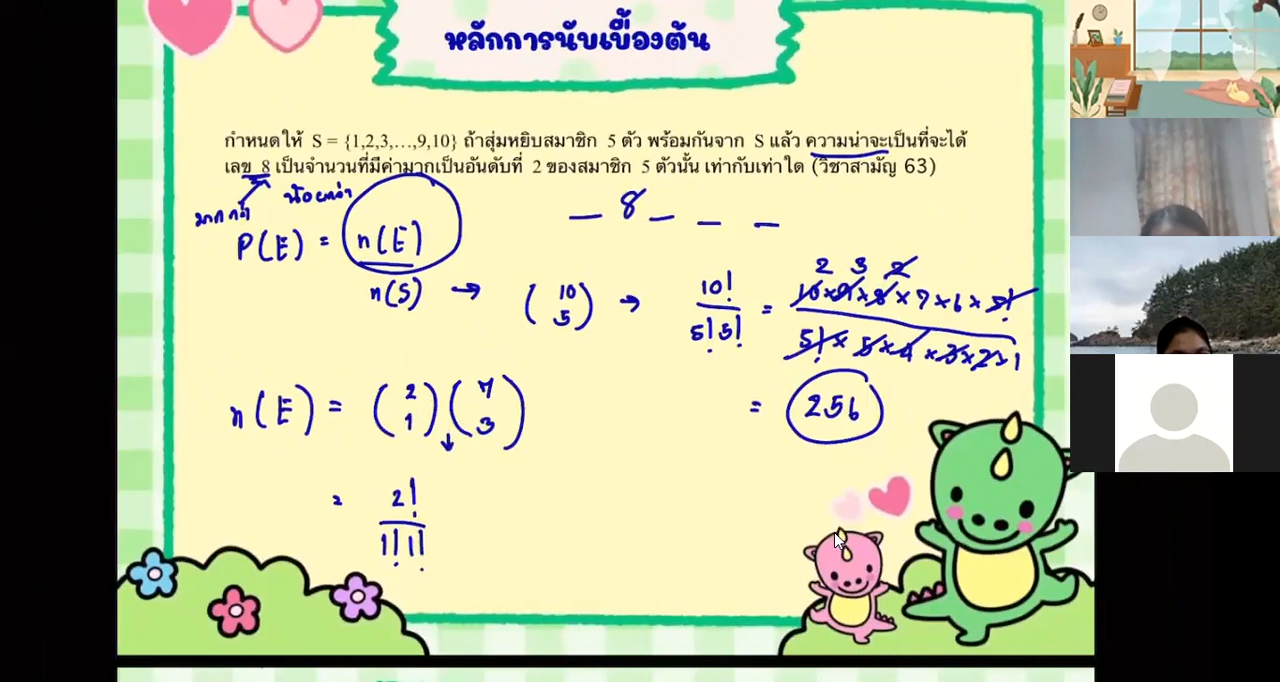 หลักการนับเบื้องต้น
กำหนดให้ S = {1,2,3,...,9,10} ถ้าสุ่มหยิบสมาชิก 5 ตัว พร้อมกันจาก S แล้ว ความน่าจะเป็นที่จะได้
เลข 8 เป็นจำนวนที่มีค่ามากเป็นอันดับที่ 2 ของสมาชิก 5 ตัวนั้น เท่ากับเท่าใด (วิชาสามัญ 63)
มากกว่า น้อยกว่า
_ 8 _ _ _
P(E) = n(E) / n(S) → (10 5) → 10! / 5!5! = 10×9×8×7×6×5! / 5!×5×4×3×2×1
2 3 2
n(E) = (2 1)(7 3)
= 256
= 2! / 1!1!